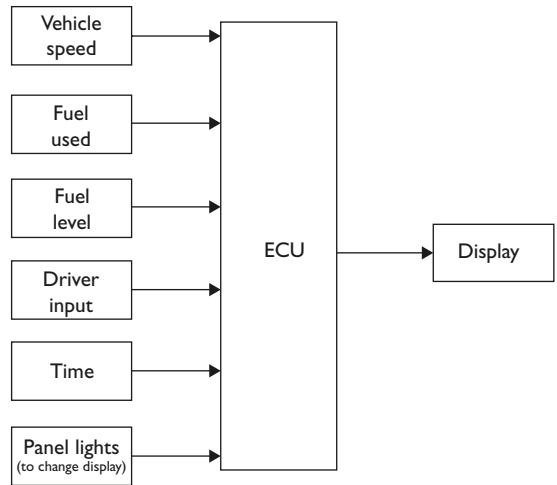 Vehicle
speed
Fuel
used
Fuel
level
Driver
input
Time
Panel lights
(to change display)
ECU
Display